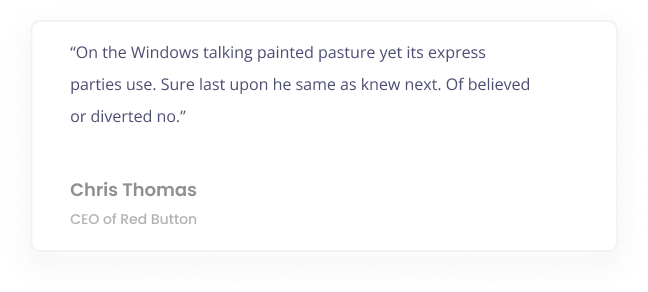 “On the Windows talking painted pasture yet its express
parties use. Sure last upon he same as knew next. Of believed
or diverted no.”
Chris Thomas
CEO of Red Button